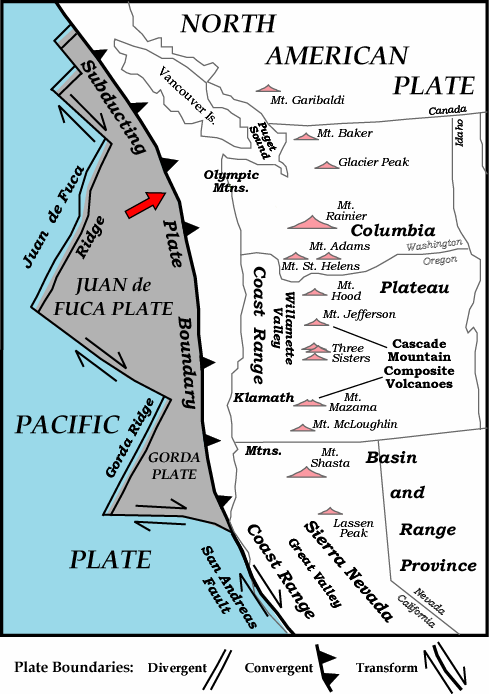 NORTH
AMERICAN
PLATE
Vancouver Is.
Mt. Garibaldi
Canada
Idaho
Subducting
Plate
Boundary
Puget
Sound
Mt. Baker
Glacier Peak
Olympic
Mtns.
Juan de Fuca
Ridge
Mt.
Rainier
Columbia
Washington
Oregon
Mt. Adams
Mt. St. Helens
Plateau
JUAN de
FUCA PLATE
Coast Range
Willamette
Valley
Mt.
Hood
Mt. Jefferson
Three
Sisters
Cascade
Mountain
Composite
Volcanoes
Klamath
Mt.
Mazama
Mt. McLoughlin
PACIFIC
Gorda Ridge
GORDA
PLATE
Mtns.
Mt.
Shasta
Basin
and
Range
Province
Lassen
Peak
PLATE
San Andreas
Fault
Coast Range
Great Valley
Sierra Nevada
Nevada
California
Plate Boundaries: Divergent Convergent Transform